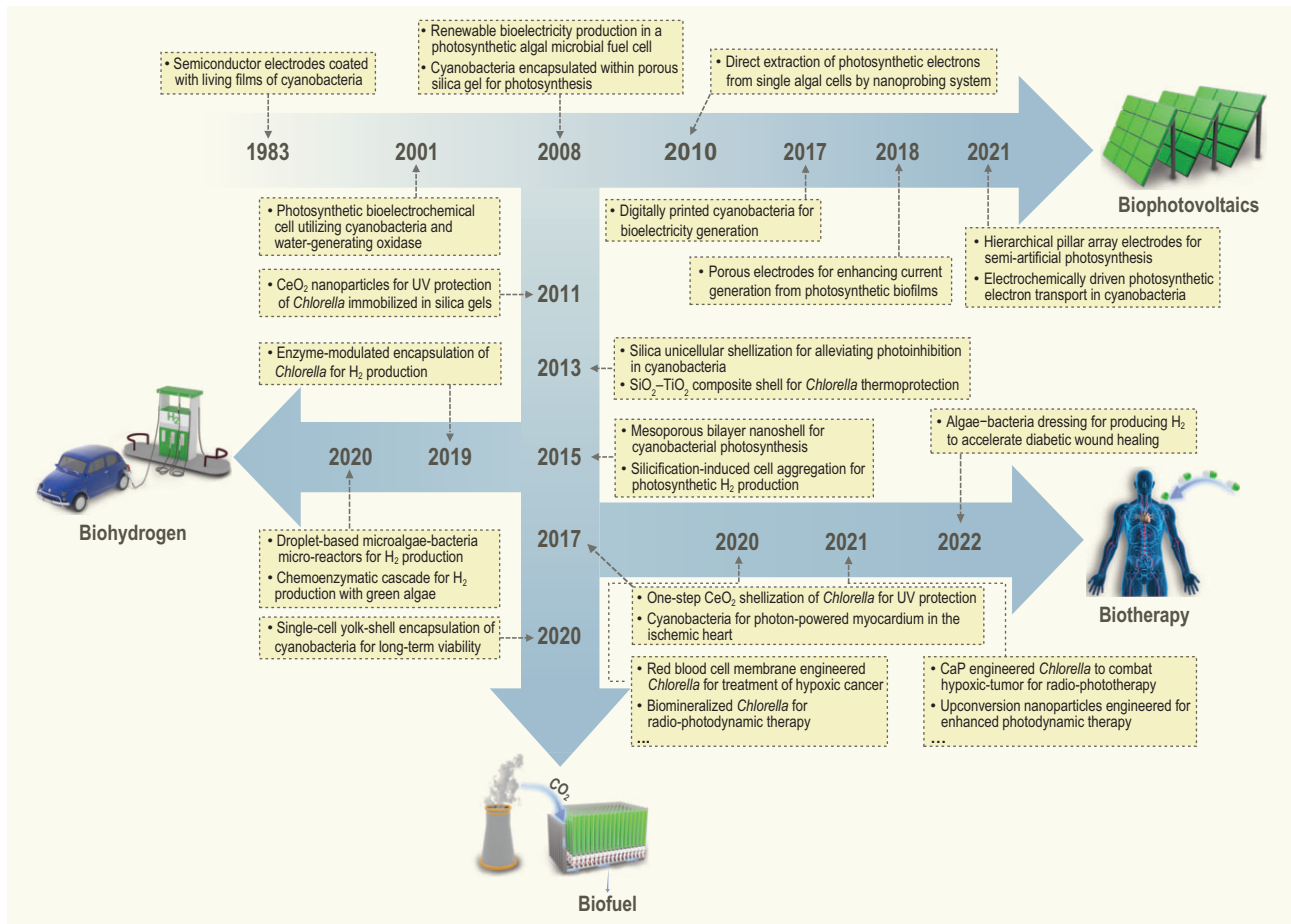 • Semiconductor electrodes coated
with living films of cyanobacteria
• Renewable bioelectricity production in a
photosynthetic algal microbial fuel cell
• Cyanobacteria encapsulated within porous
silica gel for photosynthesis
• Direct extraction of photosynthetic electrons
from single algal cells by nanoprobing system
1983
2001
2008
2010
2017
2018
2021
Biophotovoltaics
• Photosynthetic bioelectrochemical
cell utilizing cyanobacteria and
water-generating oxidase
• Digitally printed cyanobacteria for
bioelectricity generation
• Porous electrodes for enhancing current
generation from photosynthetic biofilms
• Hierarchical pillar array electrodes for
semi-artificial photosynthesis
• Electrochemically driven photosynthetic
electron transport in cyanobacteria
• CeO₂ nanoparticles for UV protection
of Chlorella immobilized in silica gels
2011
• Enzyme-modulated encapsulation of
Chlorella for H₂ production
2013
• Silica unicellular shellization for alleviating photoinhibition
in cyanobacteria
• SiO₂–TiO₂ composite shell for Chlorella thermoprotection
H₂
Biohydrogen
2020
2019
2015
• Mesoporous bilayer nanoshell for
cyanobacterial photosynthesis
• Silicification-induced cell aggregation for
photosynthetic H₂ production
• Algae−bacteria dressing for producing H₂
to accelerate diabetic wound healing
• Droplet-based microalgae-bacteria
micro-reactors for H₂ production
• Chemoenzymatic cascade for H₂
production with green algae
2017
2020
2021
2022
Biotherapy
• One-step CeO₂ shellization of Chlorella for UV protection
• Cyanobacteria for photon-powered myocardium in the
ischemic heart
• Single-cell yolk-shell encapsulation of
cyanobacteria for long-term viability
2020
• Red blood cell membrane engineered
Chlorella for treatment of hypoxic cancer
• Biomineralized Chlorella for
radio-photodynamic therapy
...
• CaP engineered Chlorella to combat
hypoxic-tumor for radio-phototherapy
• Upconversion nanoparticles engineered for
enhanced photodynamic therapy
...
CO₂
Biofuel